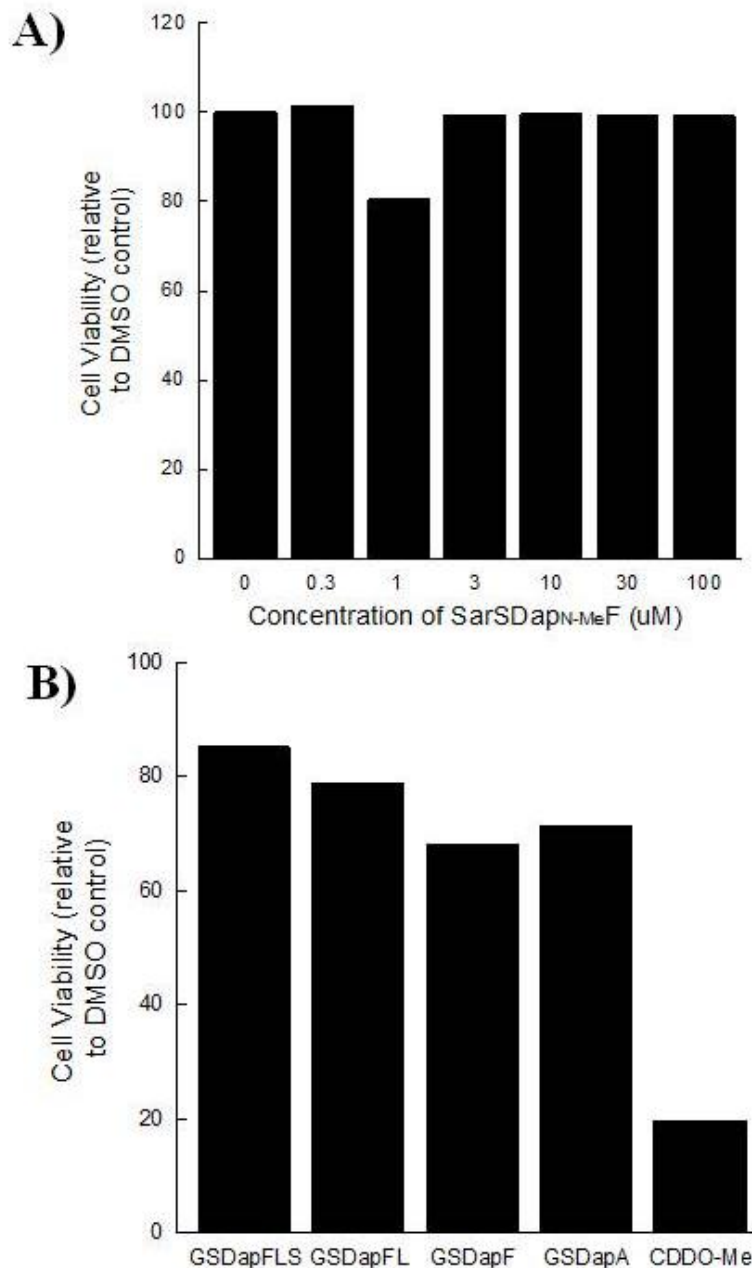 A)
120
100
80
60
40
20
0
Cell Viability (relative
to DMSO control)
0 0.3 1 3 10 30 100
Concentration of SarSDapN-MeF (uM)
B)
100
80
60
40
20
0
Cell Viability (relative
to DMSO control)
GSDapFLS GSDapFL GSDapF GSDapA CDDO-Me